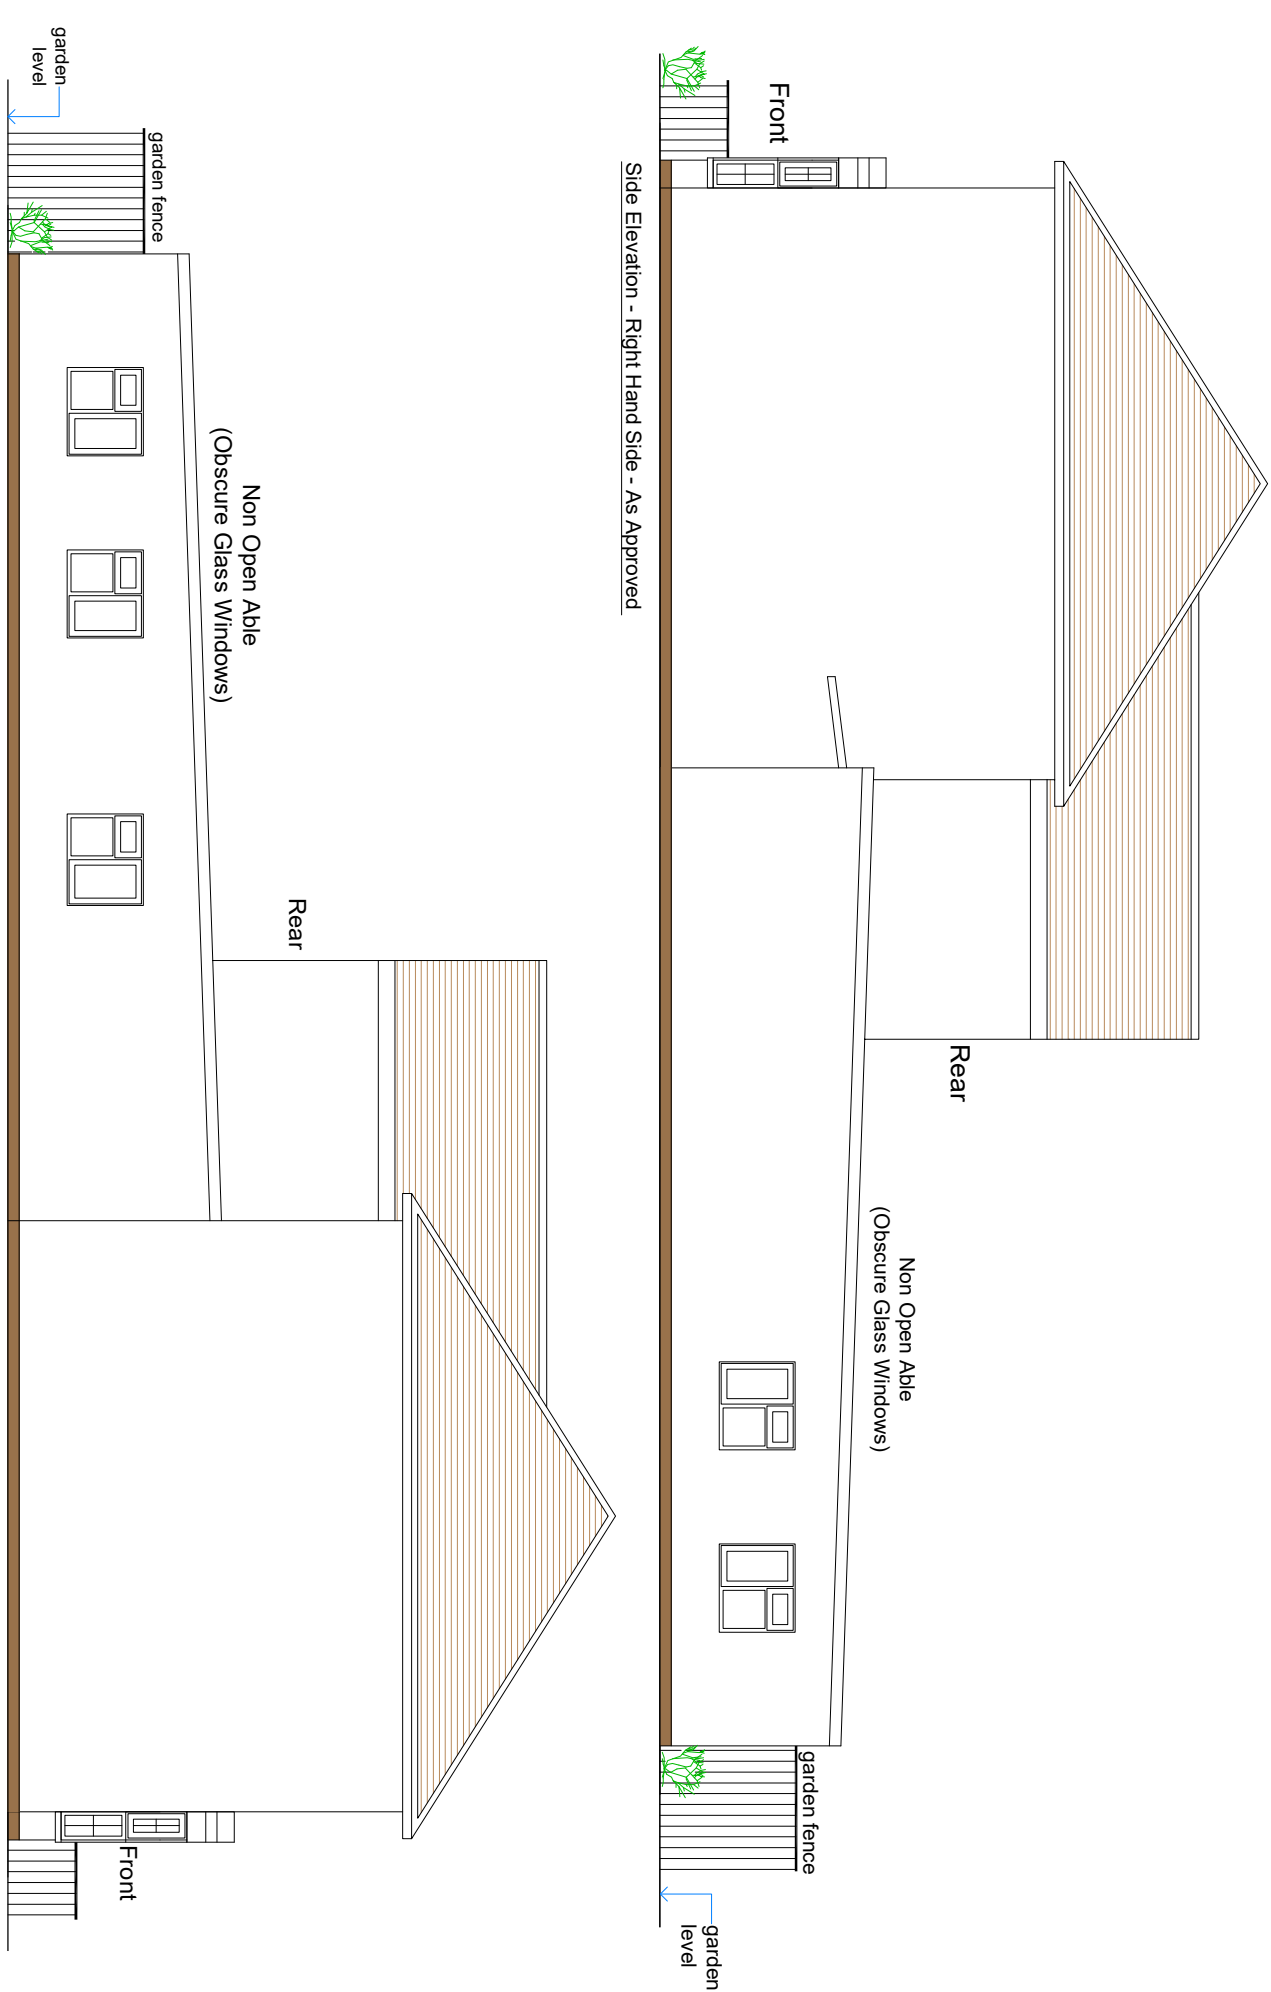 Front
Rear
Non Open Able
(Obscure Glass Windows)
garden fence
garden
level
Side Elevation - Right Hand Side - As Approved
garden
level
garden fence
Non Open Able
(Obscure Glass Windows)
Rear
Front